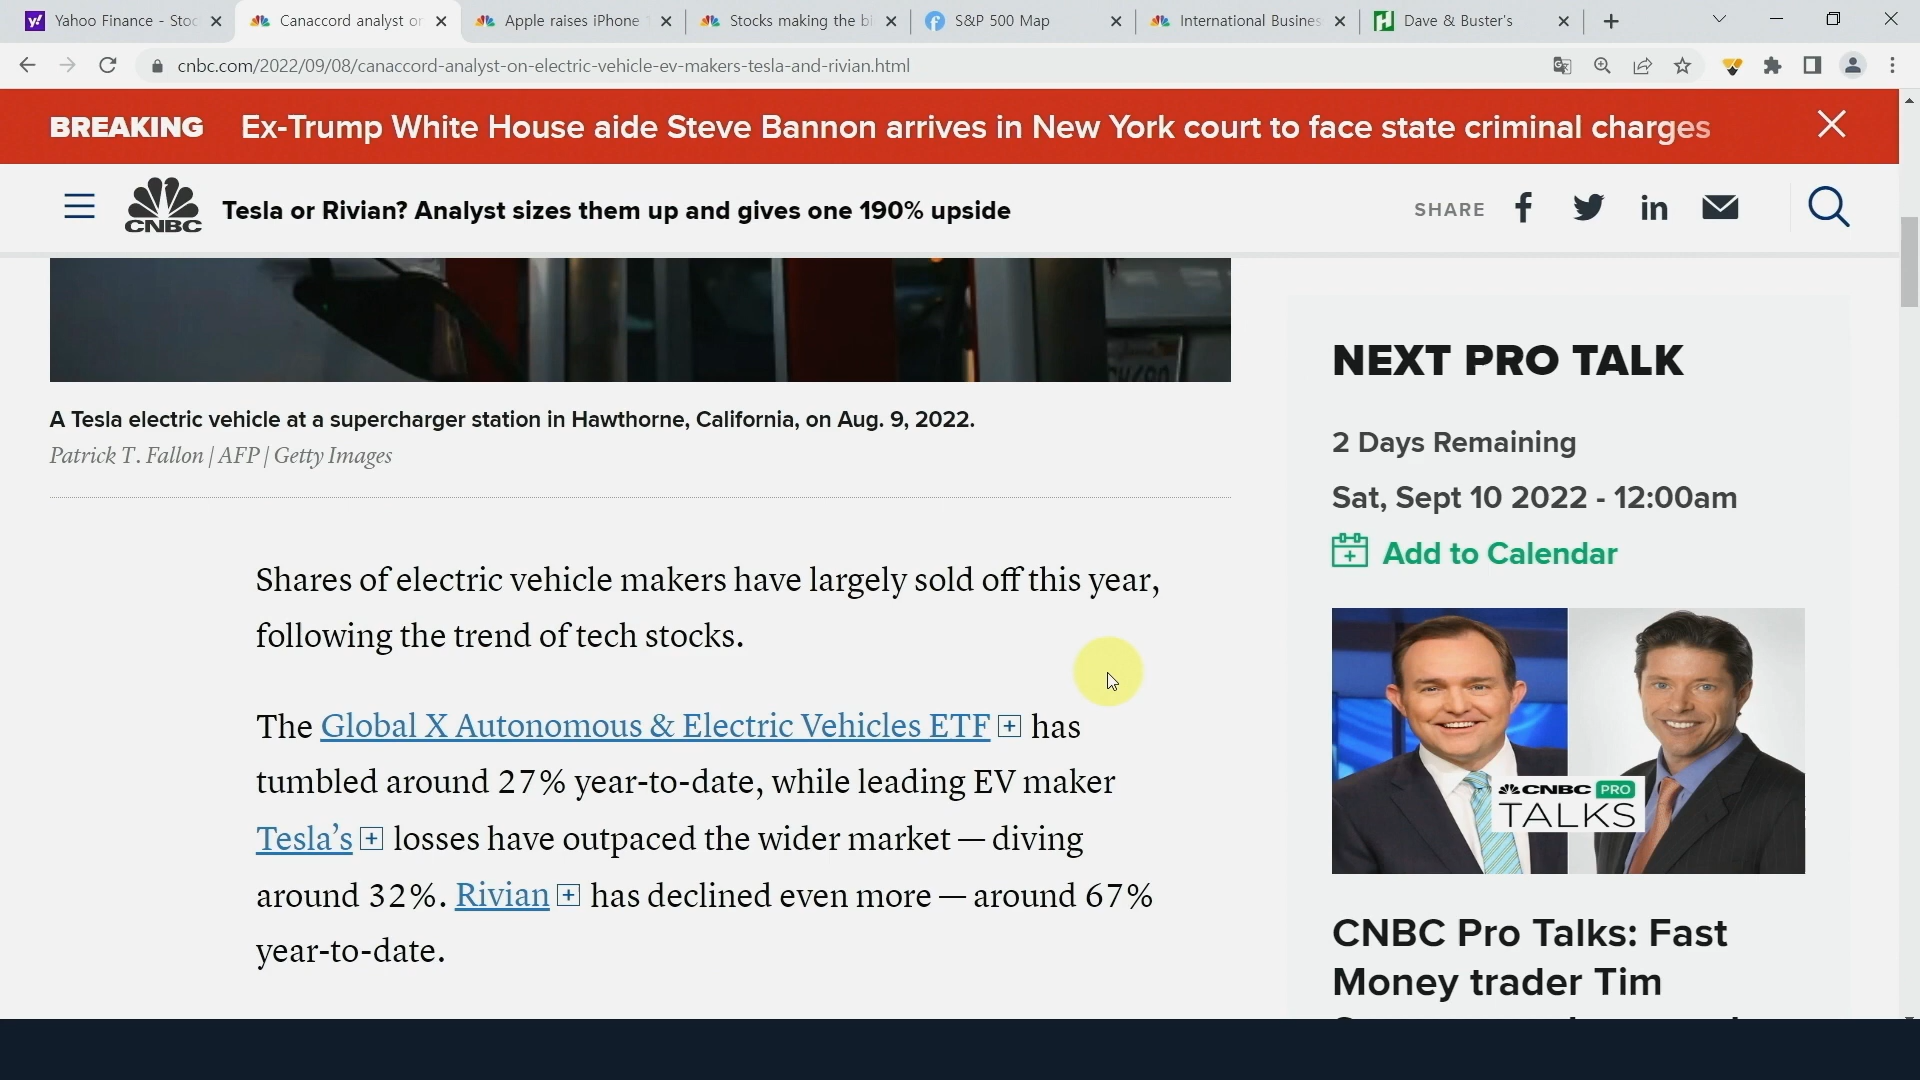 Yahoo Finance - Stoc
Canaccord analyst or
Apple raises iPhone
Stocks making the bi
S&P 500 Map
International Busines
Dave & Buster's
cnbc.com/2022/09/08/canaccord-analyst-on-electric-vehicle-ev-makers-tesla-and-rivian.html
BREAKING Ex-Trump White House aide Steve Bannon arrives in New York court to face state criminal charges
CNBC
Tesla or Rivian? Analyst sizes them up and gives one 190% upside
SHARE
A Tesla electric vehicle at a supercharger station in Hawthorne, California, on Aug. 9, 2022.
Patrick T. Fallon | AFP | Getty Images
Shares of electric vehicle makers have largely sold off this year,
following the trend of tech stocks.
The Global X Autonomous & Electric Vehicles ETF has
tumbled around 27% year-to-date, while leading EV maker
Tesla's losses have outpaced the wider market — diving
around 32%. Rivian has declined even more — around 67%
year-to-date.
NEXT PRO TALK
2 Days Remaining
Sat, Sept 10 2022 - 12:00am
Add to Calendar
CNBC PRO
TALKS
CNBC Pro Talks: Fast
Money trader Tim